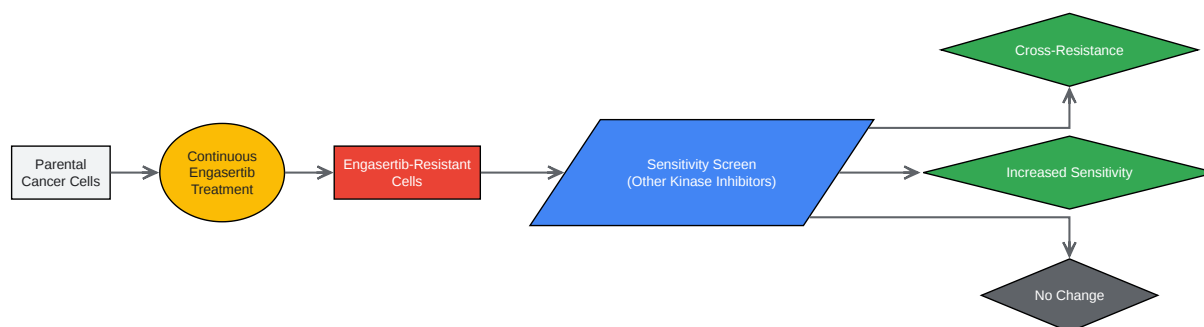 Parental
Cancer Cells
Continuous
Engasertib
Treatment
Engasertib-Resistant
Cells
Sensitivity Screen
(Other Kinase Inhibitors)
Cross-Resistance
Increased Sensitivity
No Change